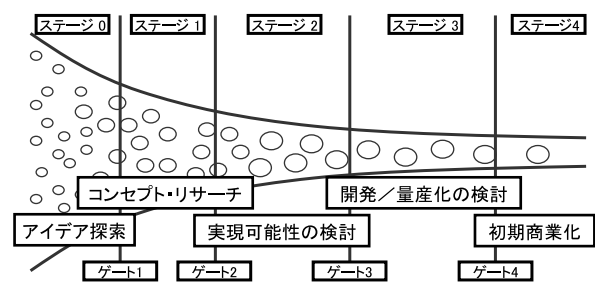 ステージ 0
ステージ 1
ステージ 2
ステージ 3
ステージ4
コンセプト・リサーチ
開発／量産化の検討
アイデア探索
実現可能性の検討
初期商業化
ゲート1
ゲート2
ゲート3
ゲート4